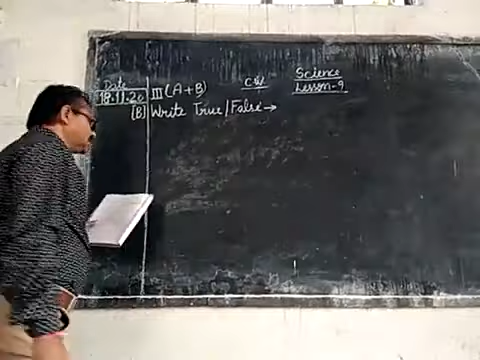 Date
18.11.20
III (A+B)
C.W
Science
Lesson-9
[B] Write True/False →